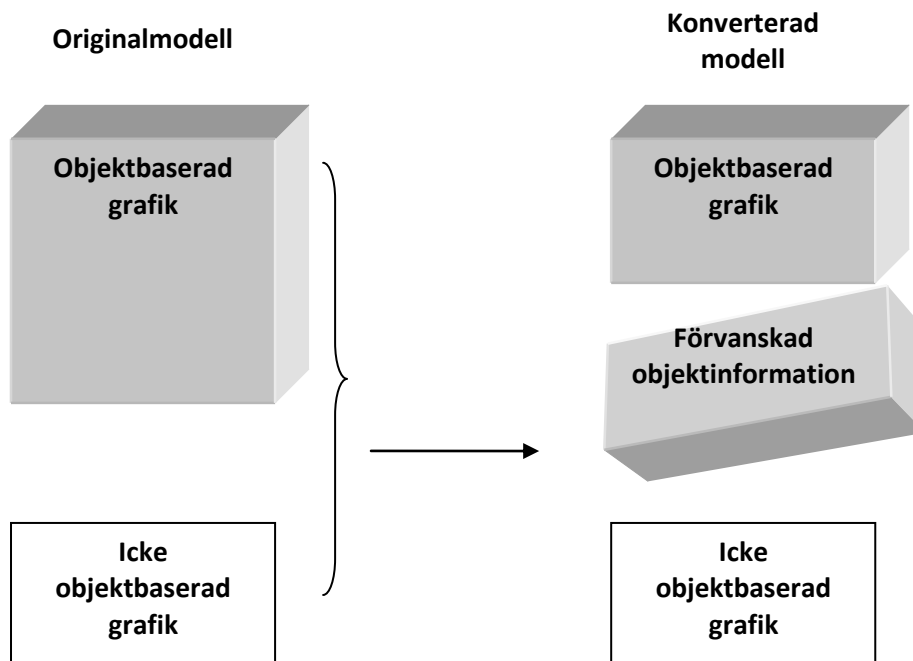 Originalmodell
Objektbaserad
grafik
Icke
objektbaserad
grafik
Konverterad
modell
Objektbaserad
grafik
Förvanskad
objektinformation
Icke
objektbaserad
grafik